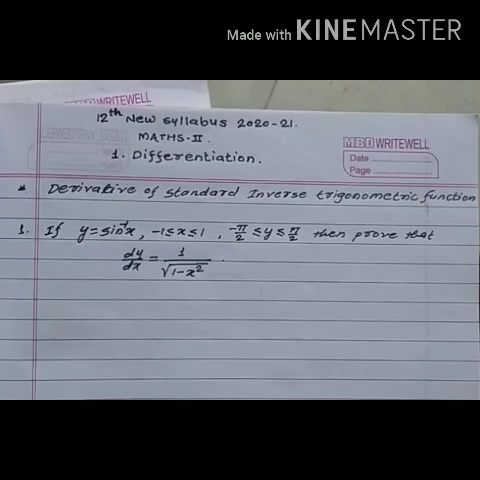 Made with KINEMASTER
MBD WRITEWELL
12th New syllabus 2020-21.
MATHS-II
1. Differentiation.
MBD WRITEWELL
Date ..................
Page ..................
* Derivative of standard Inverse trigonometric function
1. If y = sin⁻¹x, -1≤x≤1, -π/2 ≤y≤ π/2 then prove that
dy/dx = 1/√1-x²